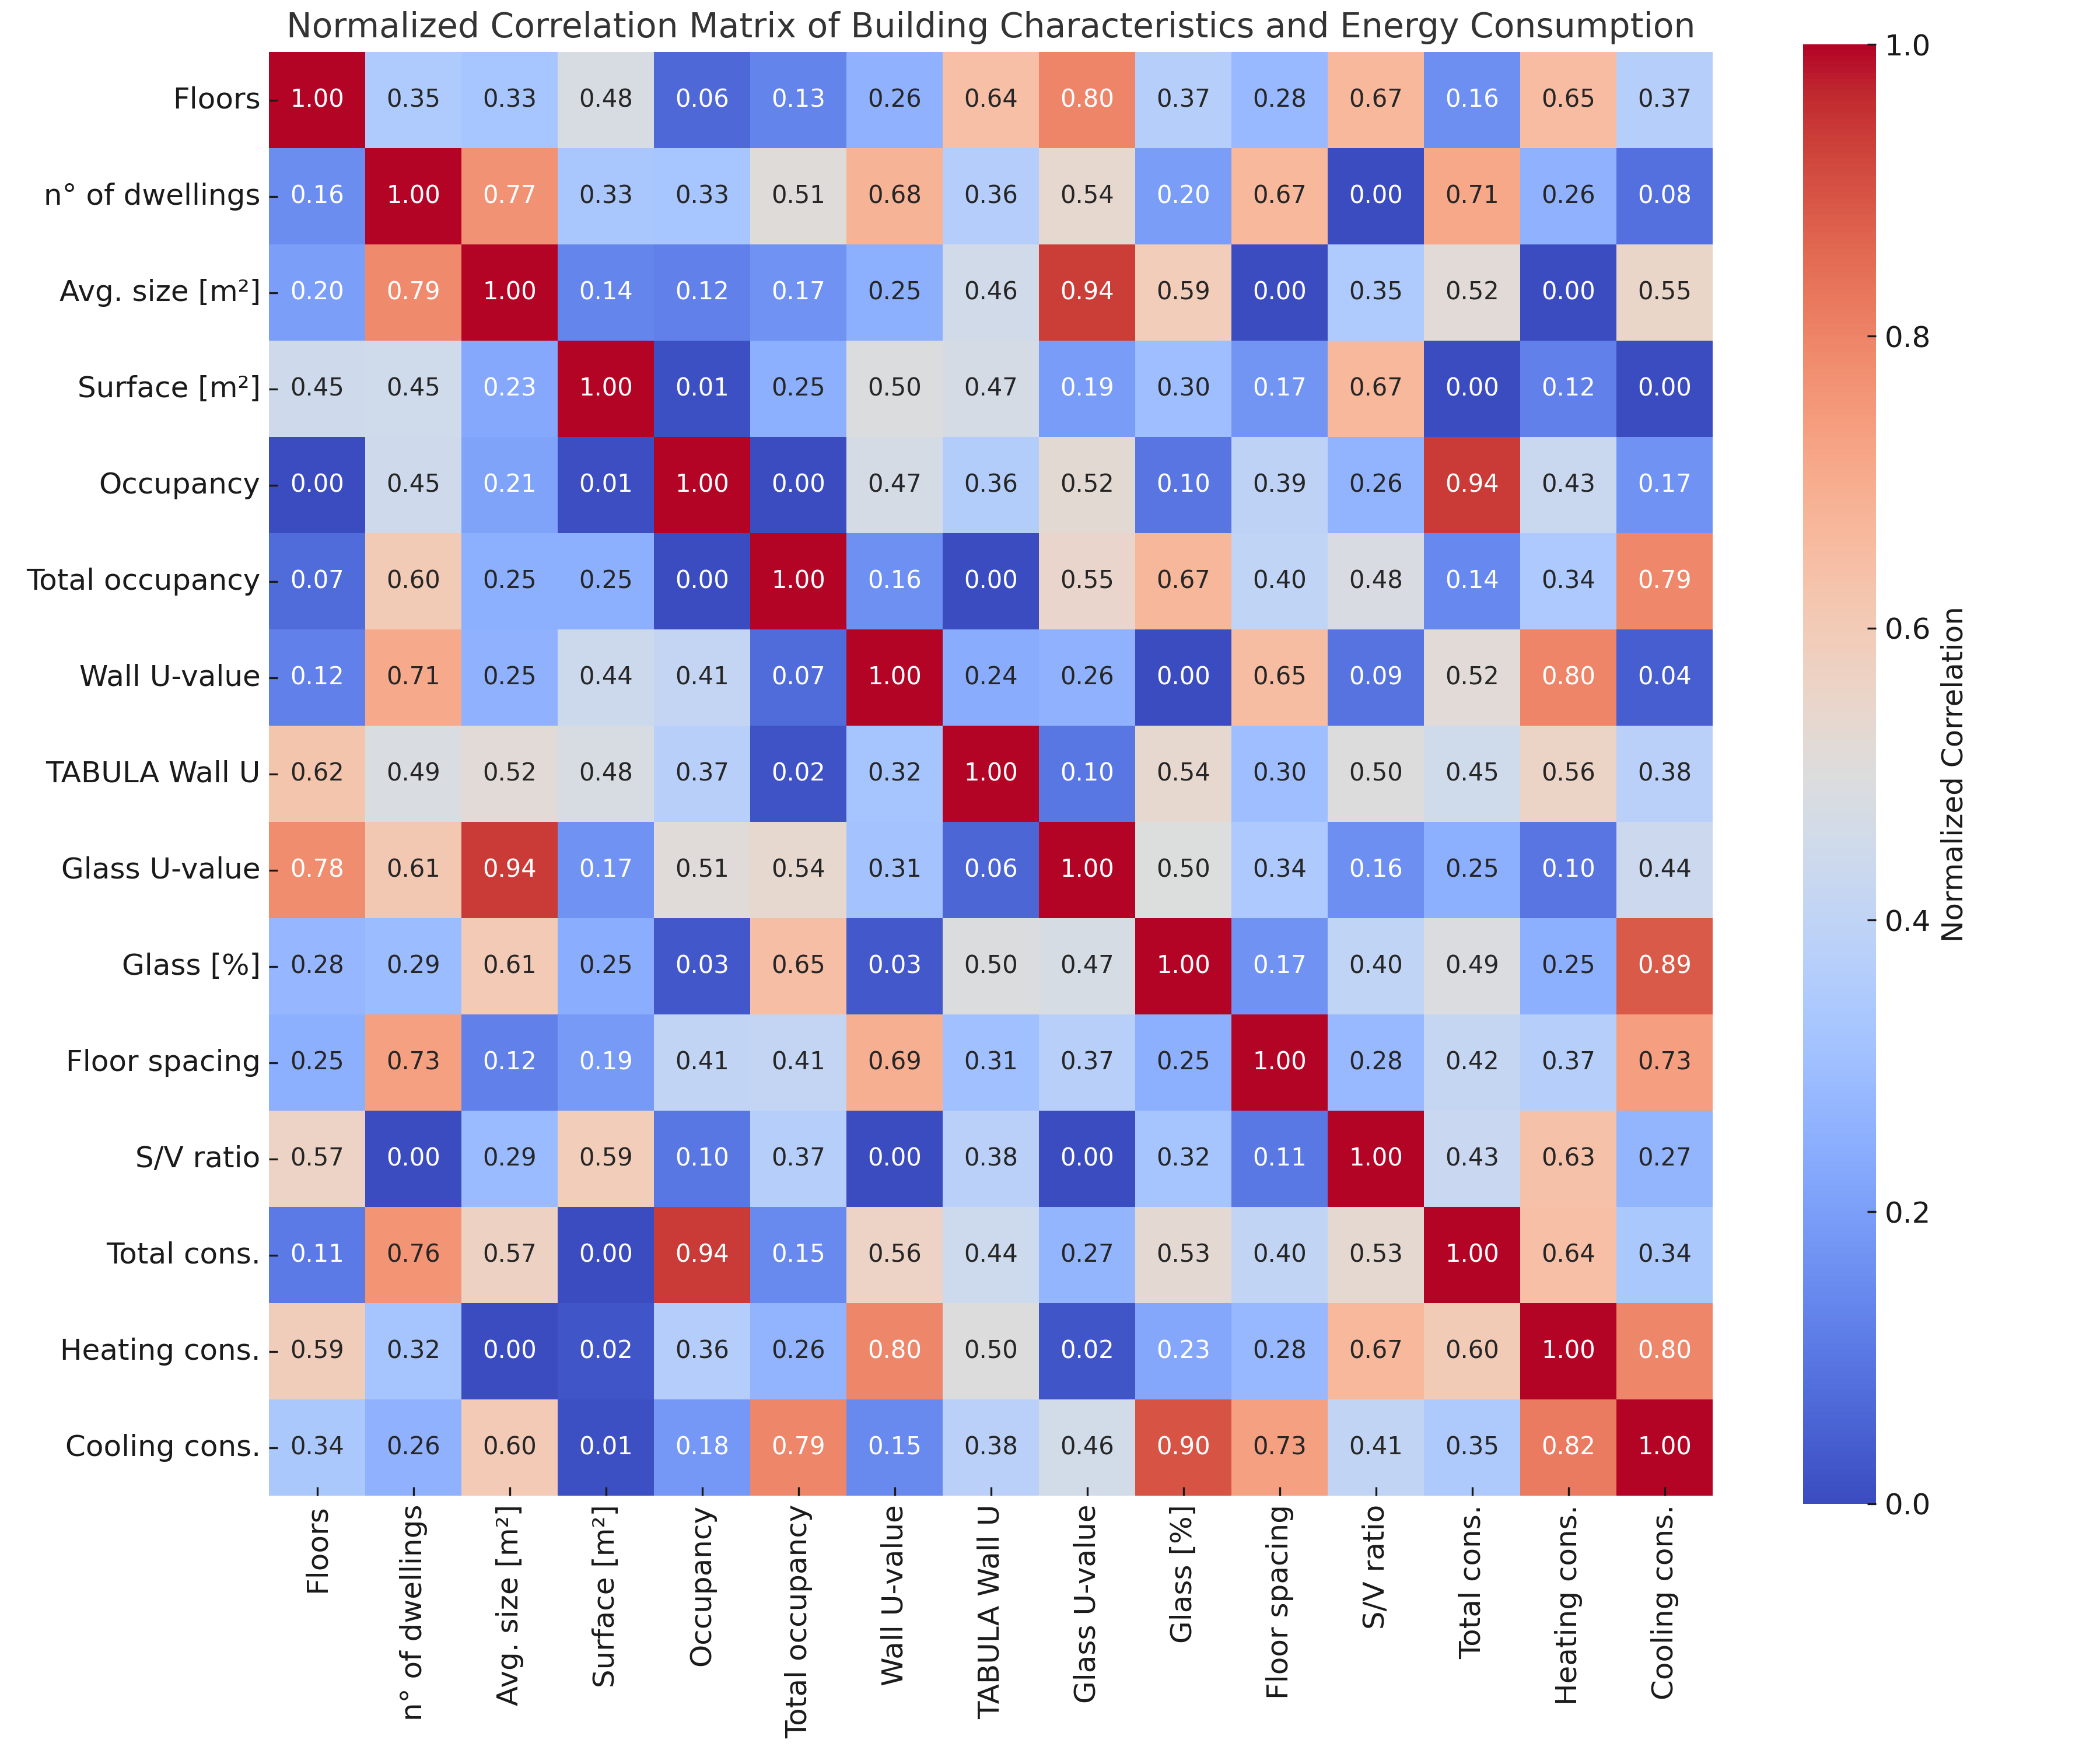 Normalized Correlation Matrix of Building Characteristics and Energy Consumption
Floors 1.00 0.35 0.33 0.48 0.06 0.13 0.26 0.64 0.80 0.37 0.28 0.67 0.16 0.65 0.37
n° of dwellings 0.16 1.00 0.77 0.33 0.33 0.51 0.68 0.36 0.54 0.20 0.67 0.00 0.71 0.26 0.08
Avg. size [m²] 0.20 0.79 1.00 0.14 0.12 0.17 0.25 0.46 0.94 0.59 0.00 0.35 0.52 0.00 0.55
Surface [m²] 0.45 0.45 0.23 1.00 0.01 0.25 0.50 0.47 0.19 0.30 0.17 0.67 0.00 0.12 0.00
Occupancy 0.00 0.45 0.21 0.01 1.00 0.00 0.47 0.36 0.52 0.10 0.39 0.26 0.94 0.43 0.17
Total occupancy 0.07 0.60 0.25 0.25 0.00 1.00 0.16 0.00 0.55 0.67 0.40 0.48 0.14 0.34 0.79
Wall U-value 0.12 0.71 0.25 0.44 0.41 0.07 1.00 0.24 0.26 0.00 0.65 0.09 0.52 0.80 0.04
TABULA Wall U 0.62 0.49 0.52 0.48 0.37 0.02 0.32 1.00 0.10 0.54 0.30 0.50 0.45 0.56 0.38
Glass U-value 0.78 0.61 0.94 0.17 0.51 0.54 0.31 0.06 1.00 0.50 0.34 0.16 0.25 0.10 0.44
Glass [%] 0.28 0.29 0.61 0.25 0.03 0.65 0.03 0.50 0.47 1.00 0.17 0.40 0.49 0.25 0.89
Floor spacing 0.25 0.73 0.12 0.19 0.41 0.41 0.69 0.31 0.37 0.25 1.00 0.28 0.42 0.37 0.73
S/V ratio 0.57 0.00 0.29 0.59 0.10 0.37 0.00 0.38 0.00 0.32 0.11 1.00 0.43 0.63 0.27
Total cons. 0.11 0.76 0.57 0.00 0.94 0.15 0.56 0.44 0.27 0.53 0.40 0.53 1.00 0.64 0.34
Heating cons. 0.59 0.32 0.00 0.02 0.36 0.26 0.80 0.50 0.02 0.23 0.28 0.67 0.60 1.00 0.80
Cooling cons. 0.34 0.26 0.60 0.01 0.18 0.79 0.15 0.38 0.46 0.90 0.73 0.41 0.35 0.82 1.00
Floors
n° of dwellings
Avg. size [m²]
Surface [m²]
Occupancy
Total occupancy
Wall U-value
TABULA Wall U
Glass U-value
Glass [%]
Floor spacing
S/V ratio
Total cons.
Heating cons.
Cooling cons.
1.0
0.8
0.6
0.4
0.2
0.0
Normalized Correlation